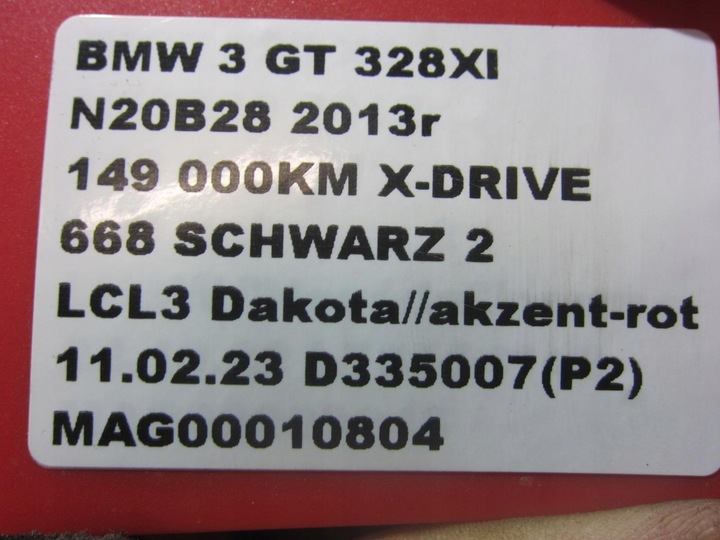 BMW 3 GT 328XI
N20B28 2013r
149 000KM X-DRIVE
668 SCHWARZ 2
LCL3 Dakota//akzent-rot
11.02.23 D335007(P2)
MAG00010804